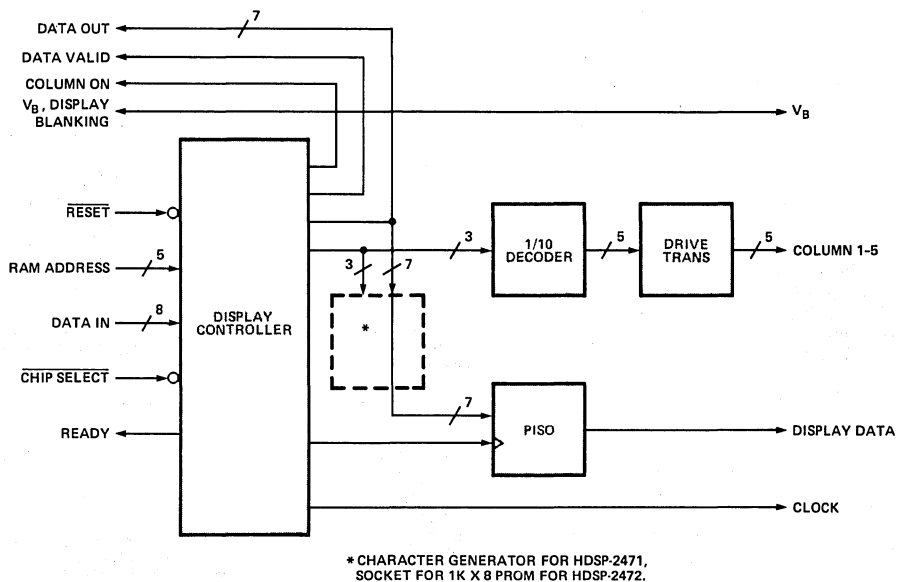 7
DATA OUT
DATA VALID
COLUMN ON
V_B, DISPLAY
BLANKING
V_B
RESET
RAM ADDRESS
5
DATA IN
8
CHIP SELECT
READY
DISPLAY
CONTROLLER
3
7
3
1/10
DECODER
5
DRIVE
TRANS
5
COLUMN 1-5
*
7
PISO
DISPLAY DATA
CLOCK
* CHARACTER GENERATOR FOR HDSP-2471,
SOCKET FOR 1K X 8 PROM FOR HDSP-2472.